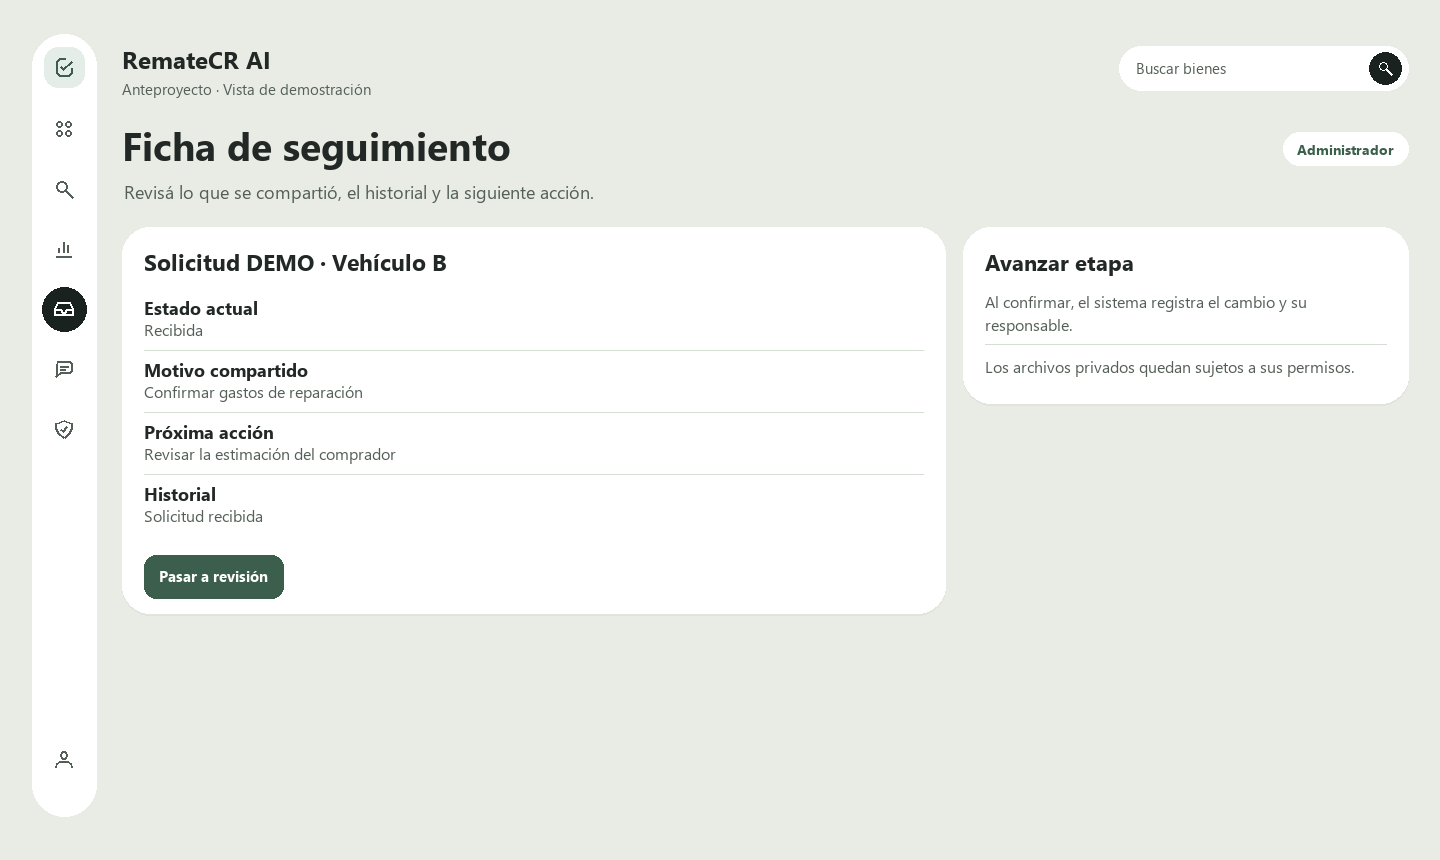 RemateCR AI
Anteproyecto · Vista de demostración
Buscar bienes
Ficha de seguimiento
Administrador
Revisá lo que se compartió, el historial y la siguiente acción.
Solicitud DEMO · Vehículo B
Estado actual
Recibida
Motivo compartido
Confirmar gastos de reparación
Próxima acción
Revisar la estimación del comprador
Historial
Solicitud recibida
Pasar a revisión
Avanzar etapa
Al confirmar, el sistema registra el cambio y su
responsable.
Los archivos privados quedan sujetos a sus permisos.